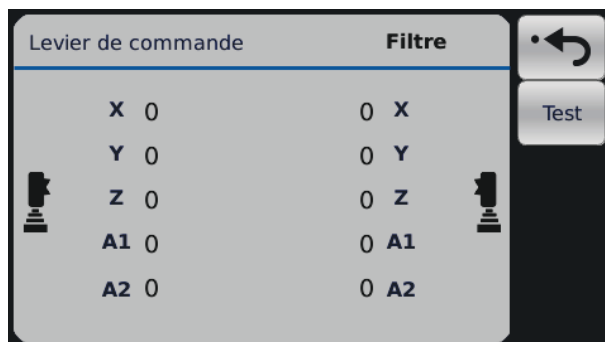 Levier de commande Filtre
X 0 0 X
Test
Y 0 0 Y
Z 0 0 Z
A1 0 0 A1
A2 0 0 A2